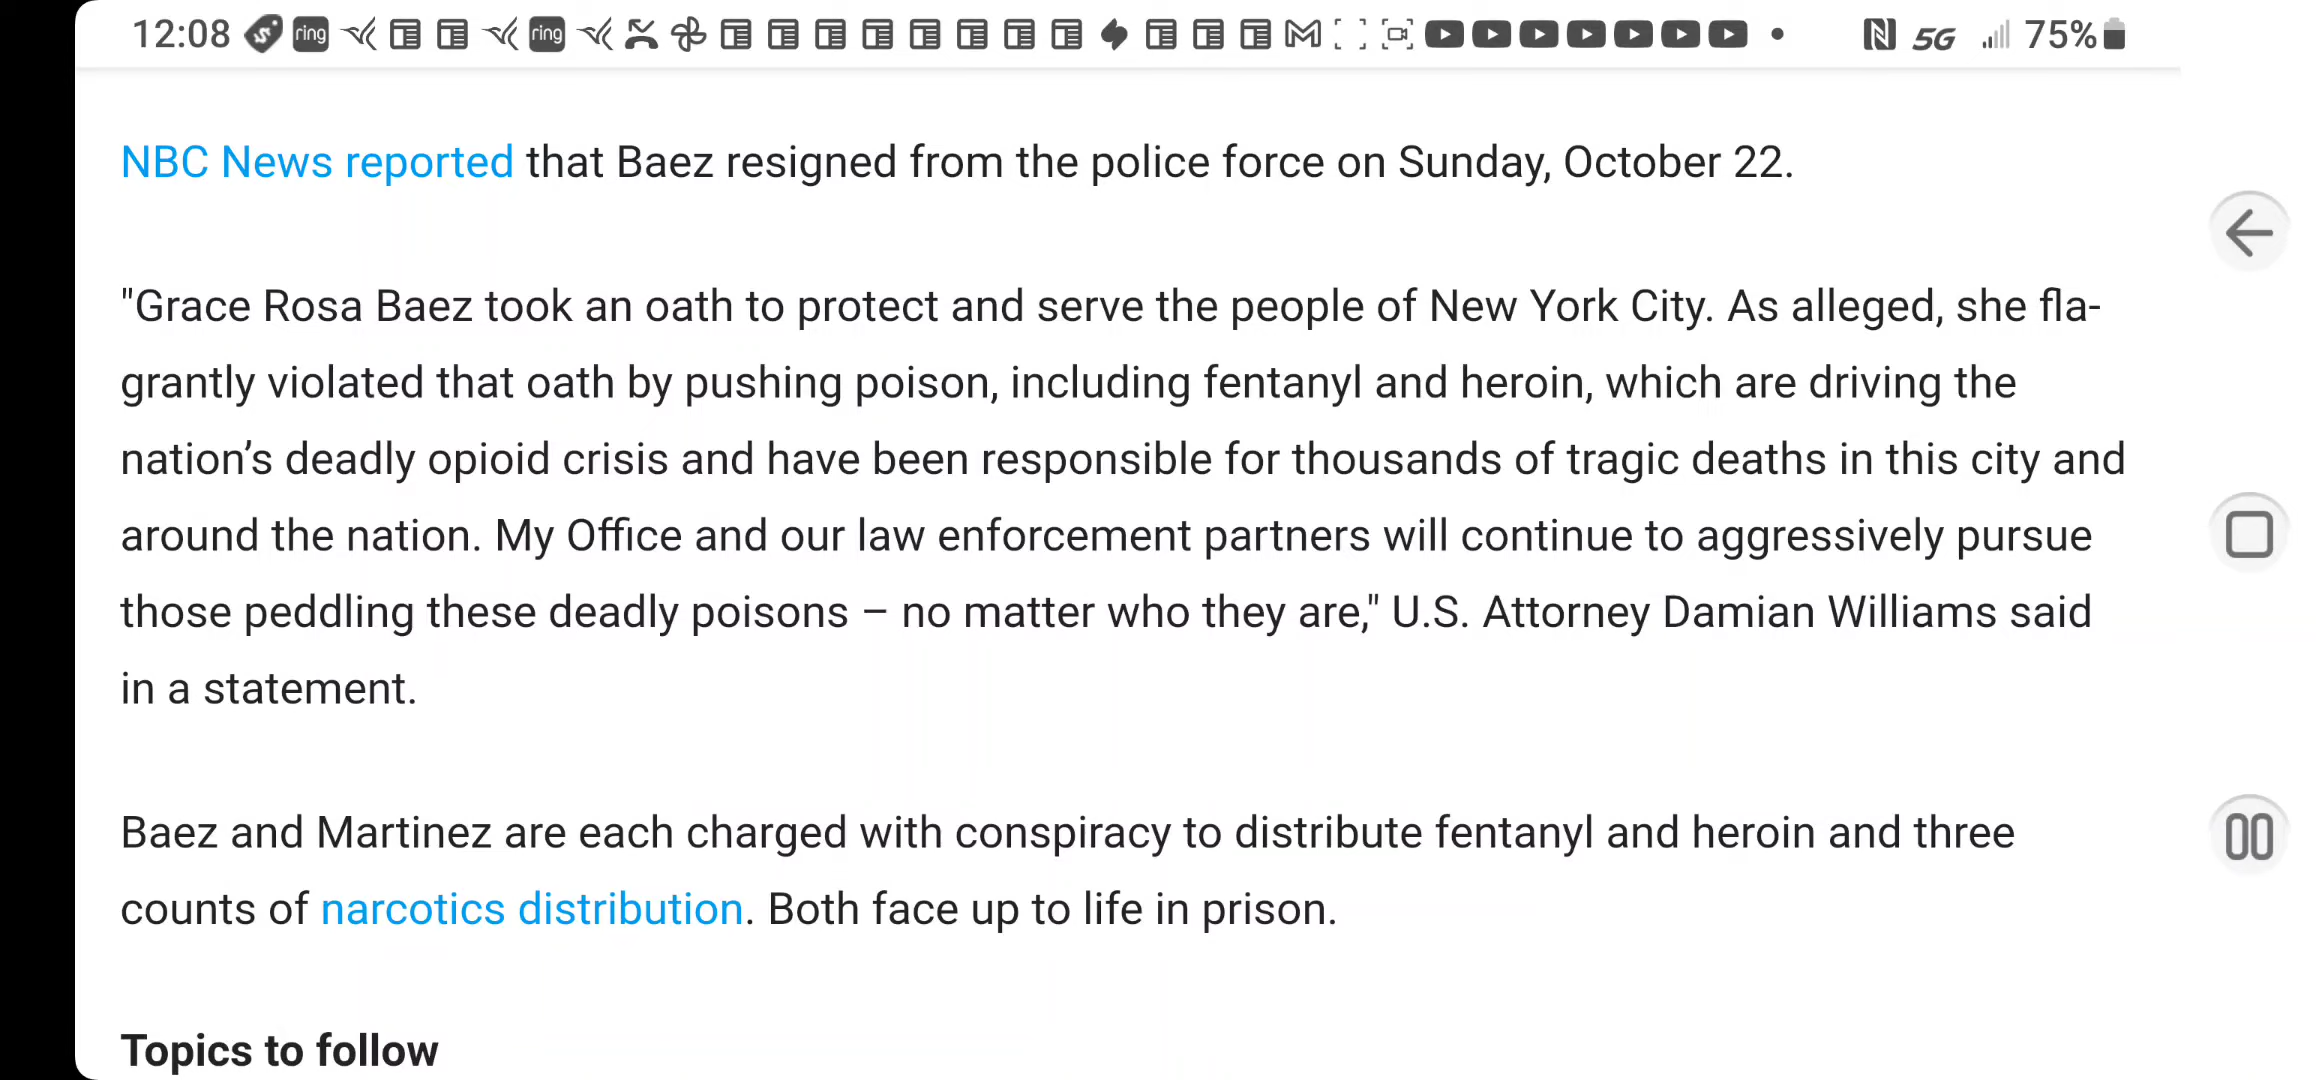 12:08 ring ring 5G 75%
NBC News reported that Baez resigned from the police force on Sunday, October 22.
"Grace Rosa Baez took an oath to protect and serve the people of New York City. As alleged, she fla-
grantly violated that oath by pushing poison, including fentanyl and heroin, which are driving the
nation’s deadly opioid crisis and have been responsible for thousands of tragic deaths in this city and
around the nation. My Office and our law enforcement partners will continue to aggressively pursue
those peddling these deadly poisons – no matter who they are," U.S. Attorney Damian Williams said
in a statement.
Baez and Martinez are each charged with conspiracy to distribute fentanyl and heroin and three
counts of narcotics distribution. Both face up to life in prison.
Topics to follow